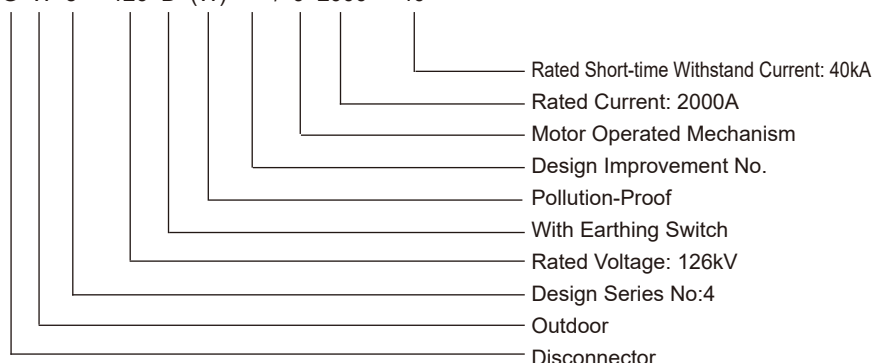 Rated Short-time Withstand Current: 40kA
Rated Current: 2000A
Motor Operated Mechanism
Design Improvement No.
Pollution-Proof
With Earthing Switch
Rated Voltage: 126kV
Design Series No:4
Outdoor
Disconnector